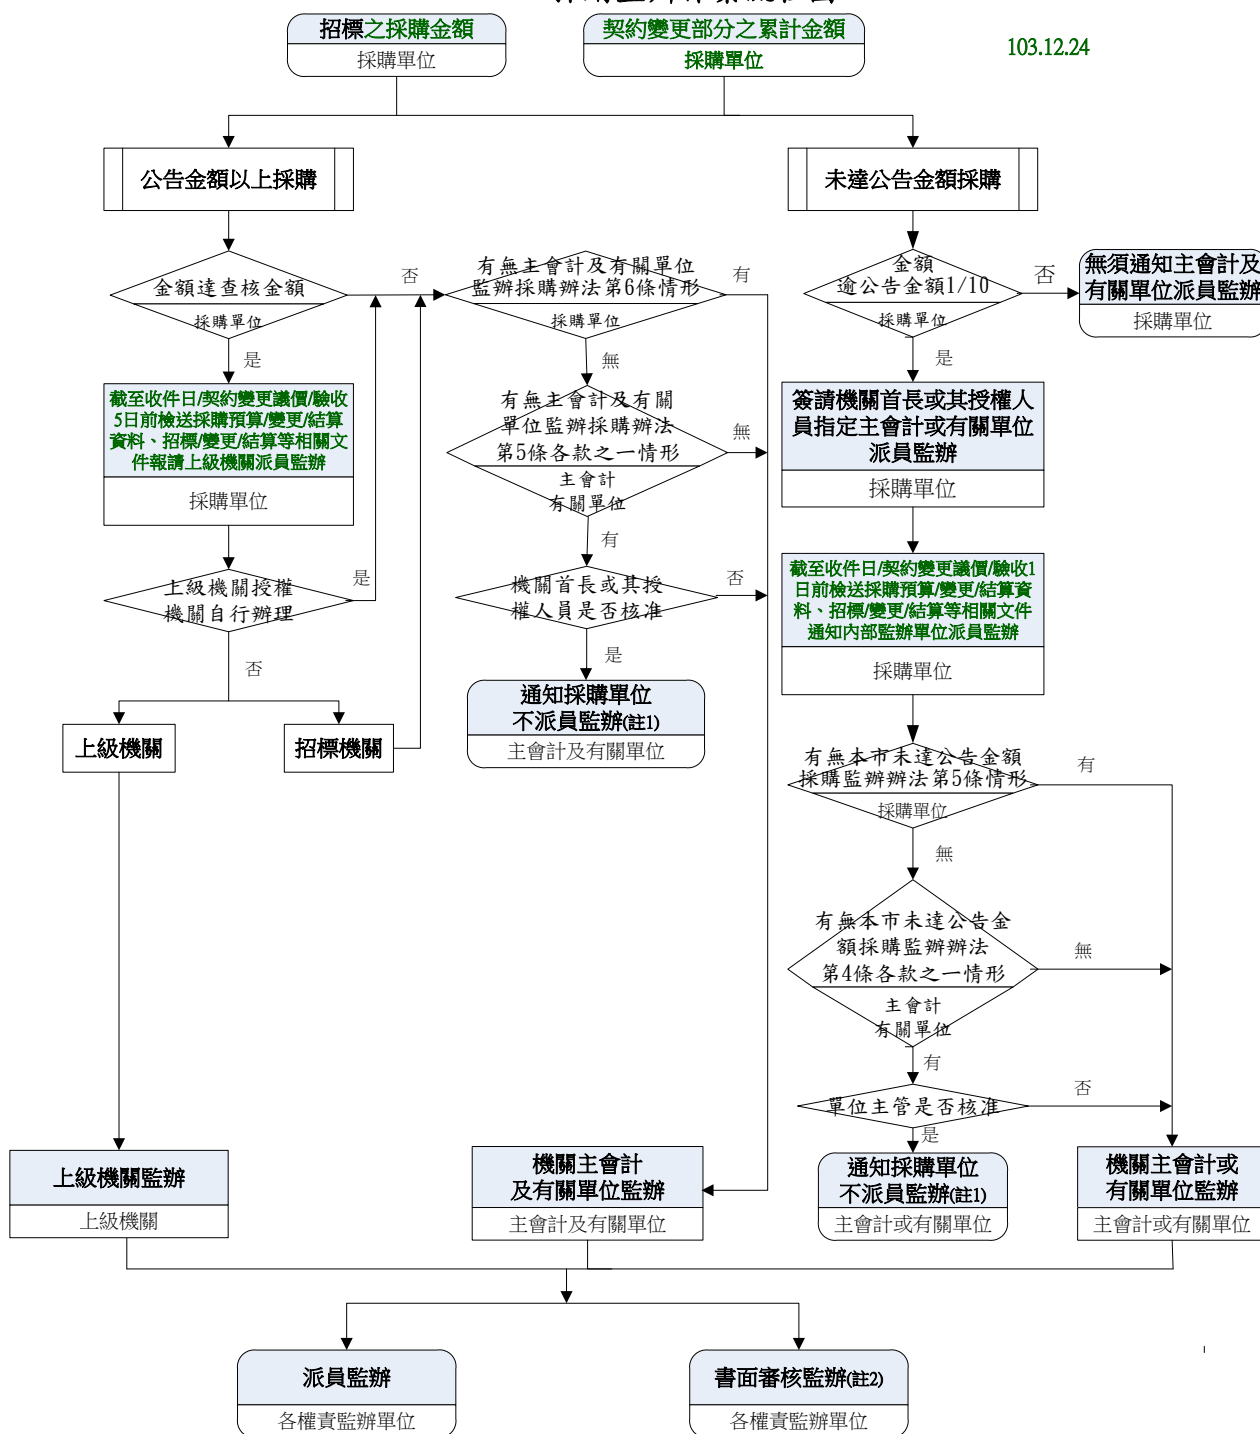 招標之採購金額
採購單位
契約變更部分之累計金額
採購單位
103.12.24
公告金額以上採購
未達公告金額採購
金額達查核金額
採購單位
否
是
有無主會計及有關單位
監辦採購辦法第6條情形
採購單位
有
無
金額
逾公告金額1/10
採購單位
否
是
無須通知主會計及
有關單位派員監辦
採購單位
截至收件日/契約變更議價/驗收
5日前檢送採購預算/變更/結算
資料、招標/變更/結算等相關文
件報請上級機關派員監辦
採購單位
有無主會計及有關
單位監辦採購辦法
第5條各款之一情形
主會計
有關單位
無
有
簽請機關首長或其授權人
員指定主會計或有關單位
派員監辦
採購單位
上級機關授權
機關自行辦理
是
否
機關首長或其授
權人員是否核准
否
是
截至收件日/契約變更議價/驗收1
日前檢送採購預算/變更/結算資
料、招標/變更/結算等相關文件
通知內部監辦單位派員監辦
採購單位
上級機關
招標機關
通知採購單位
不派員監辦(註1)
主會計及有關單位
有無本市未達公告金額
採購監辦辦法第5條情形
採購單位
有
無
有無本市未達公告金
額採購監辦辦法
第4條各款之一情形
主會計
有關單位
無
有
單位主管是否核准
否
是
上級機關監辦
上級機關
機關主會計
及有關單位監辦
主會計及有關單位
通知採購單位
不派員監辦(註1)
主會計或有關單位
機關主會計或
有關單位監辦
主會計或有關單位
派員監辦
各權責監辦單位
書面審核監辦(註2)
各權責監辦單位